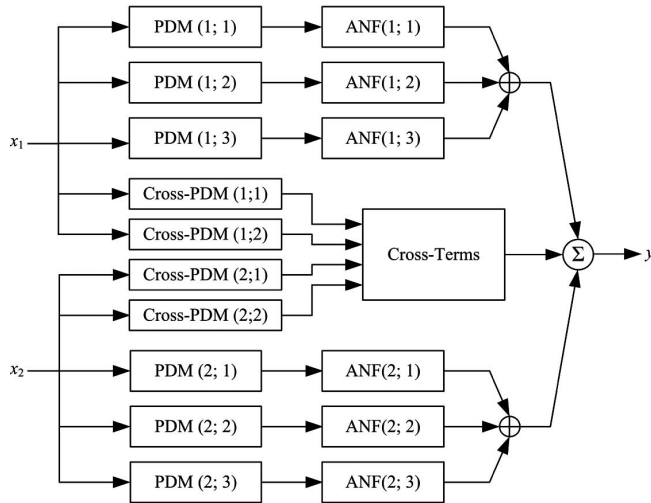 PDM (1; 1)
ANF(1; 1)
PDM (1; 2)
ANF(1; 2)
PDM (1; 3)
ANF(1; 3)
x₁
Cross-PDM (1;1)
Cross-PDM (1;2)
Cross-PDM (2;1)
Cross-PDM (2;2)
Cross-Terms
Σ
y
x₂
PDM (2; 1)
ANF(2; 1)
PDM (2; 2)
ANF(2; 2)
PDM (2; 3)
ANF(2; 3)